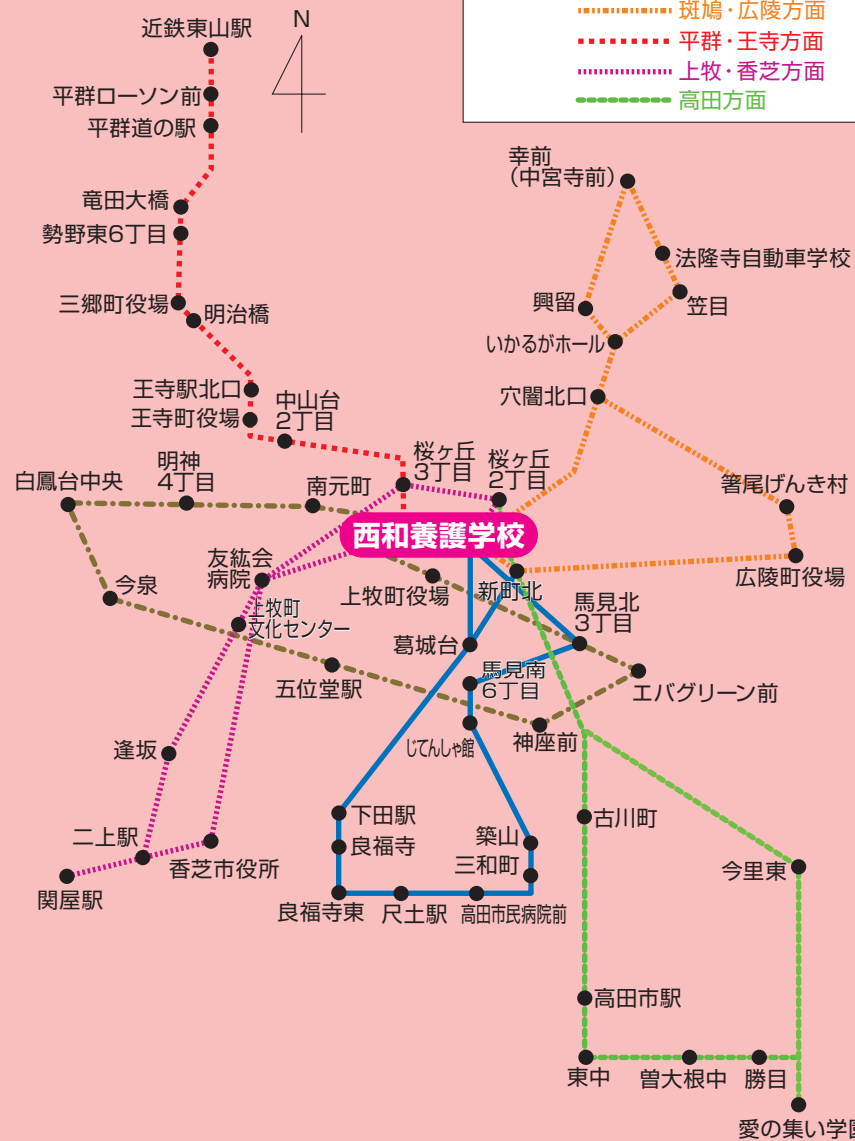 斑鳩・広陵方面
平群・王寺方面
上牧・香芝方面
高田方面
N
近鉄東山駅
平群ローソン前
平群道の駅
竜田大橋
勢野東6丁目
三郷町役場
明治橋
王寺駅北口
王寺町役場
中山台
2丁目
幸前
(中宮寺前)
法隆寺自動車学校
笠目
興留
いかるがホール
穴闇北口
箸尾げんき村
広陵町役場
桜ヶ丘
3丁目
桜ヶ丘
2丁目
白鳳台中央
明神
4丁目
南元町
西和養護学校
友紘会
病院
今泉
上牧町
文化センター
上牧町役場
新町北
馬見北
3丁目
葛城台
馬見南
6丁目
五位堂駅
エバグリーン前
じてんしゃ館
神座前
逢坂
二上駅
香芝市役所
関屋駅
下田駅
良福寺
良福寺東
尺土駅
高田市民病院前
築山
三和町
古川町
今里東
高田市駅
東中
曽大根中
勝目
愛の集い学園